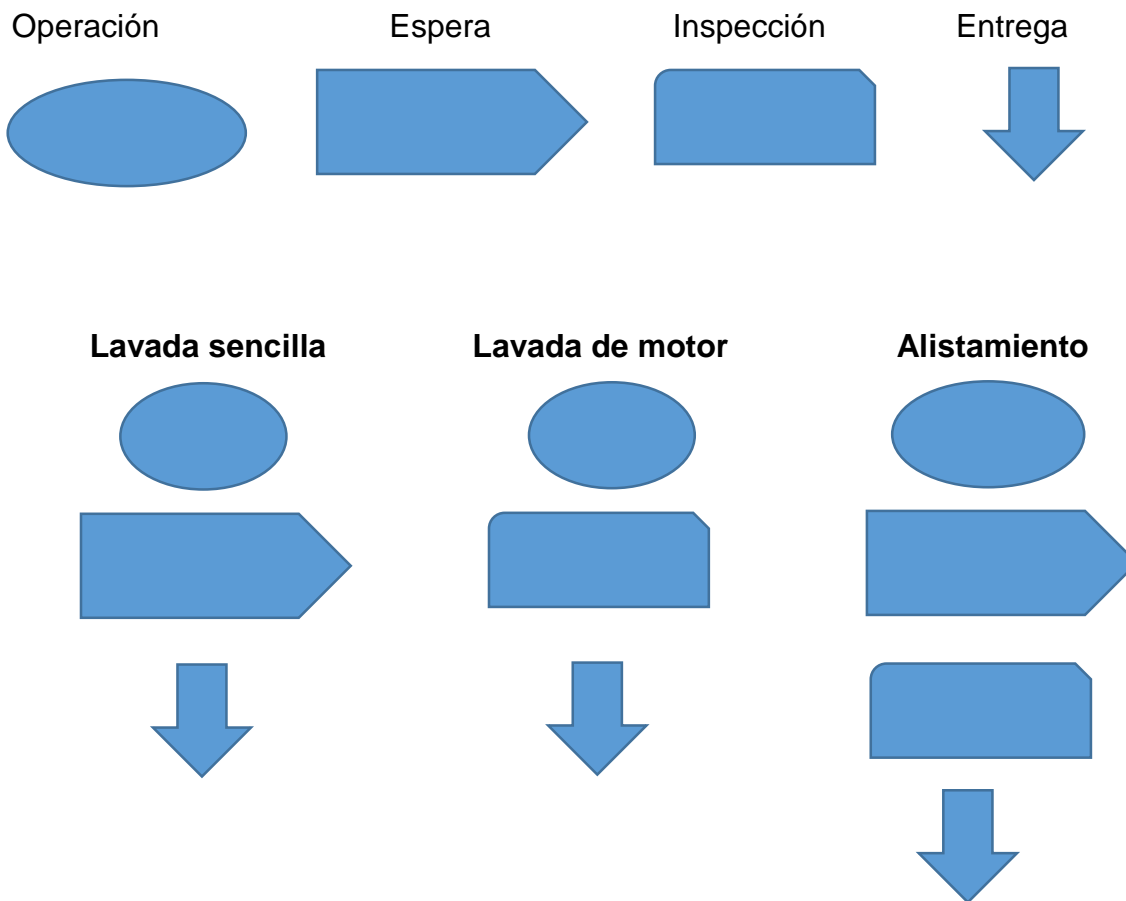 Operación Espera Inspección Entrega
Lavada sencilla Lavada de motor Alistamiento